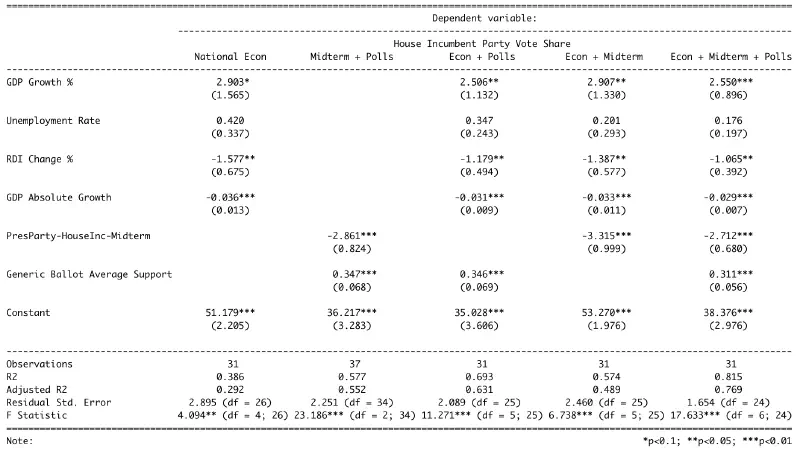 Dependent variable:
House Incumbent Party Vote Share
National Econ Midterm + Polls Econ + Polls Econ + Midterm Econ + Midterm + Polls
GDP Growth % 2.903* 2.506** 2.907** 2.550***
(1.565) (1.132) (1.330) (0.896)
Unemployment Rate 0.420 0.347 0.201 0.176
(0.337) (0.243) (0.293) (0.197)
RDI Change % -1.577** -1.179** -1.387** -1.065**
(0.675) (0.494) (0.577) (0.392)
GDP Absolute Growth -0.036*** -0.031*** -0.033*** -0.029***
(0.013) (0.009) (0.011) (0.007)
PresParty-HouseInc-Midterm -2.861*** -3.315*** -2.712***
(0.824) (0.999) (0.680)
Generic Ballot Average Support 0.347*** 0.346*** 0.311***
(0.068) (0.069) (0.056)
Constant 51.179*** 36.217*** 35.028*** 53.270*** 38.376***
(2.205) (3.283) (3.606) (1.976) (2.976)
Observations 31 37 31 31 31
R2 0.386 0.577 0.693 0.574 0.815
Adjusted R2 0.292 0.552 0.631 0.489 0.769
Residual Std. Error 2.895 (df = 26) 2.251 (df = 34) 2.089 (df = 25) 2.460 (df = 25) 1.654 (df = 24)
F Statistic 4.094** (df = 4; 26) 23.186*** (df = 2; 34) 11.271*** (df = 5; 25) 6.738*** (df = 5; 25) 17.633*** (df = 6; 24)
Note: *p<0.1; **p<0.05; ***p<0.01